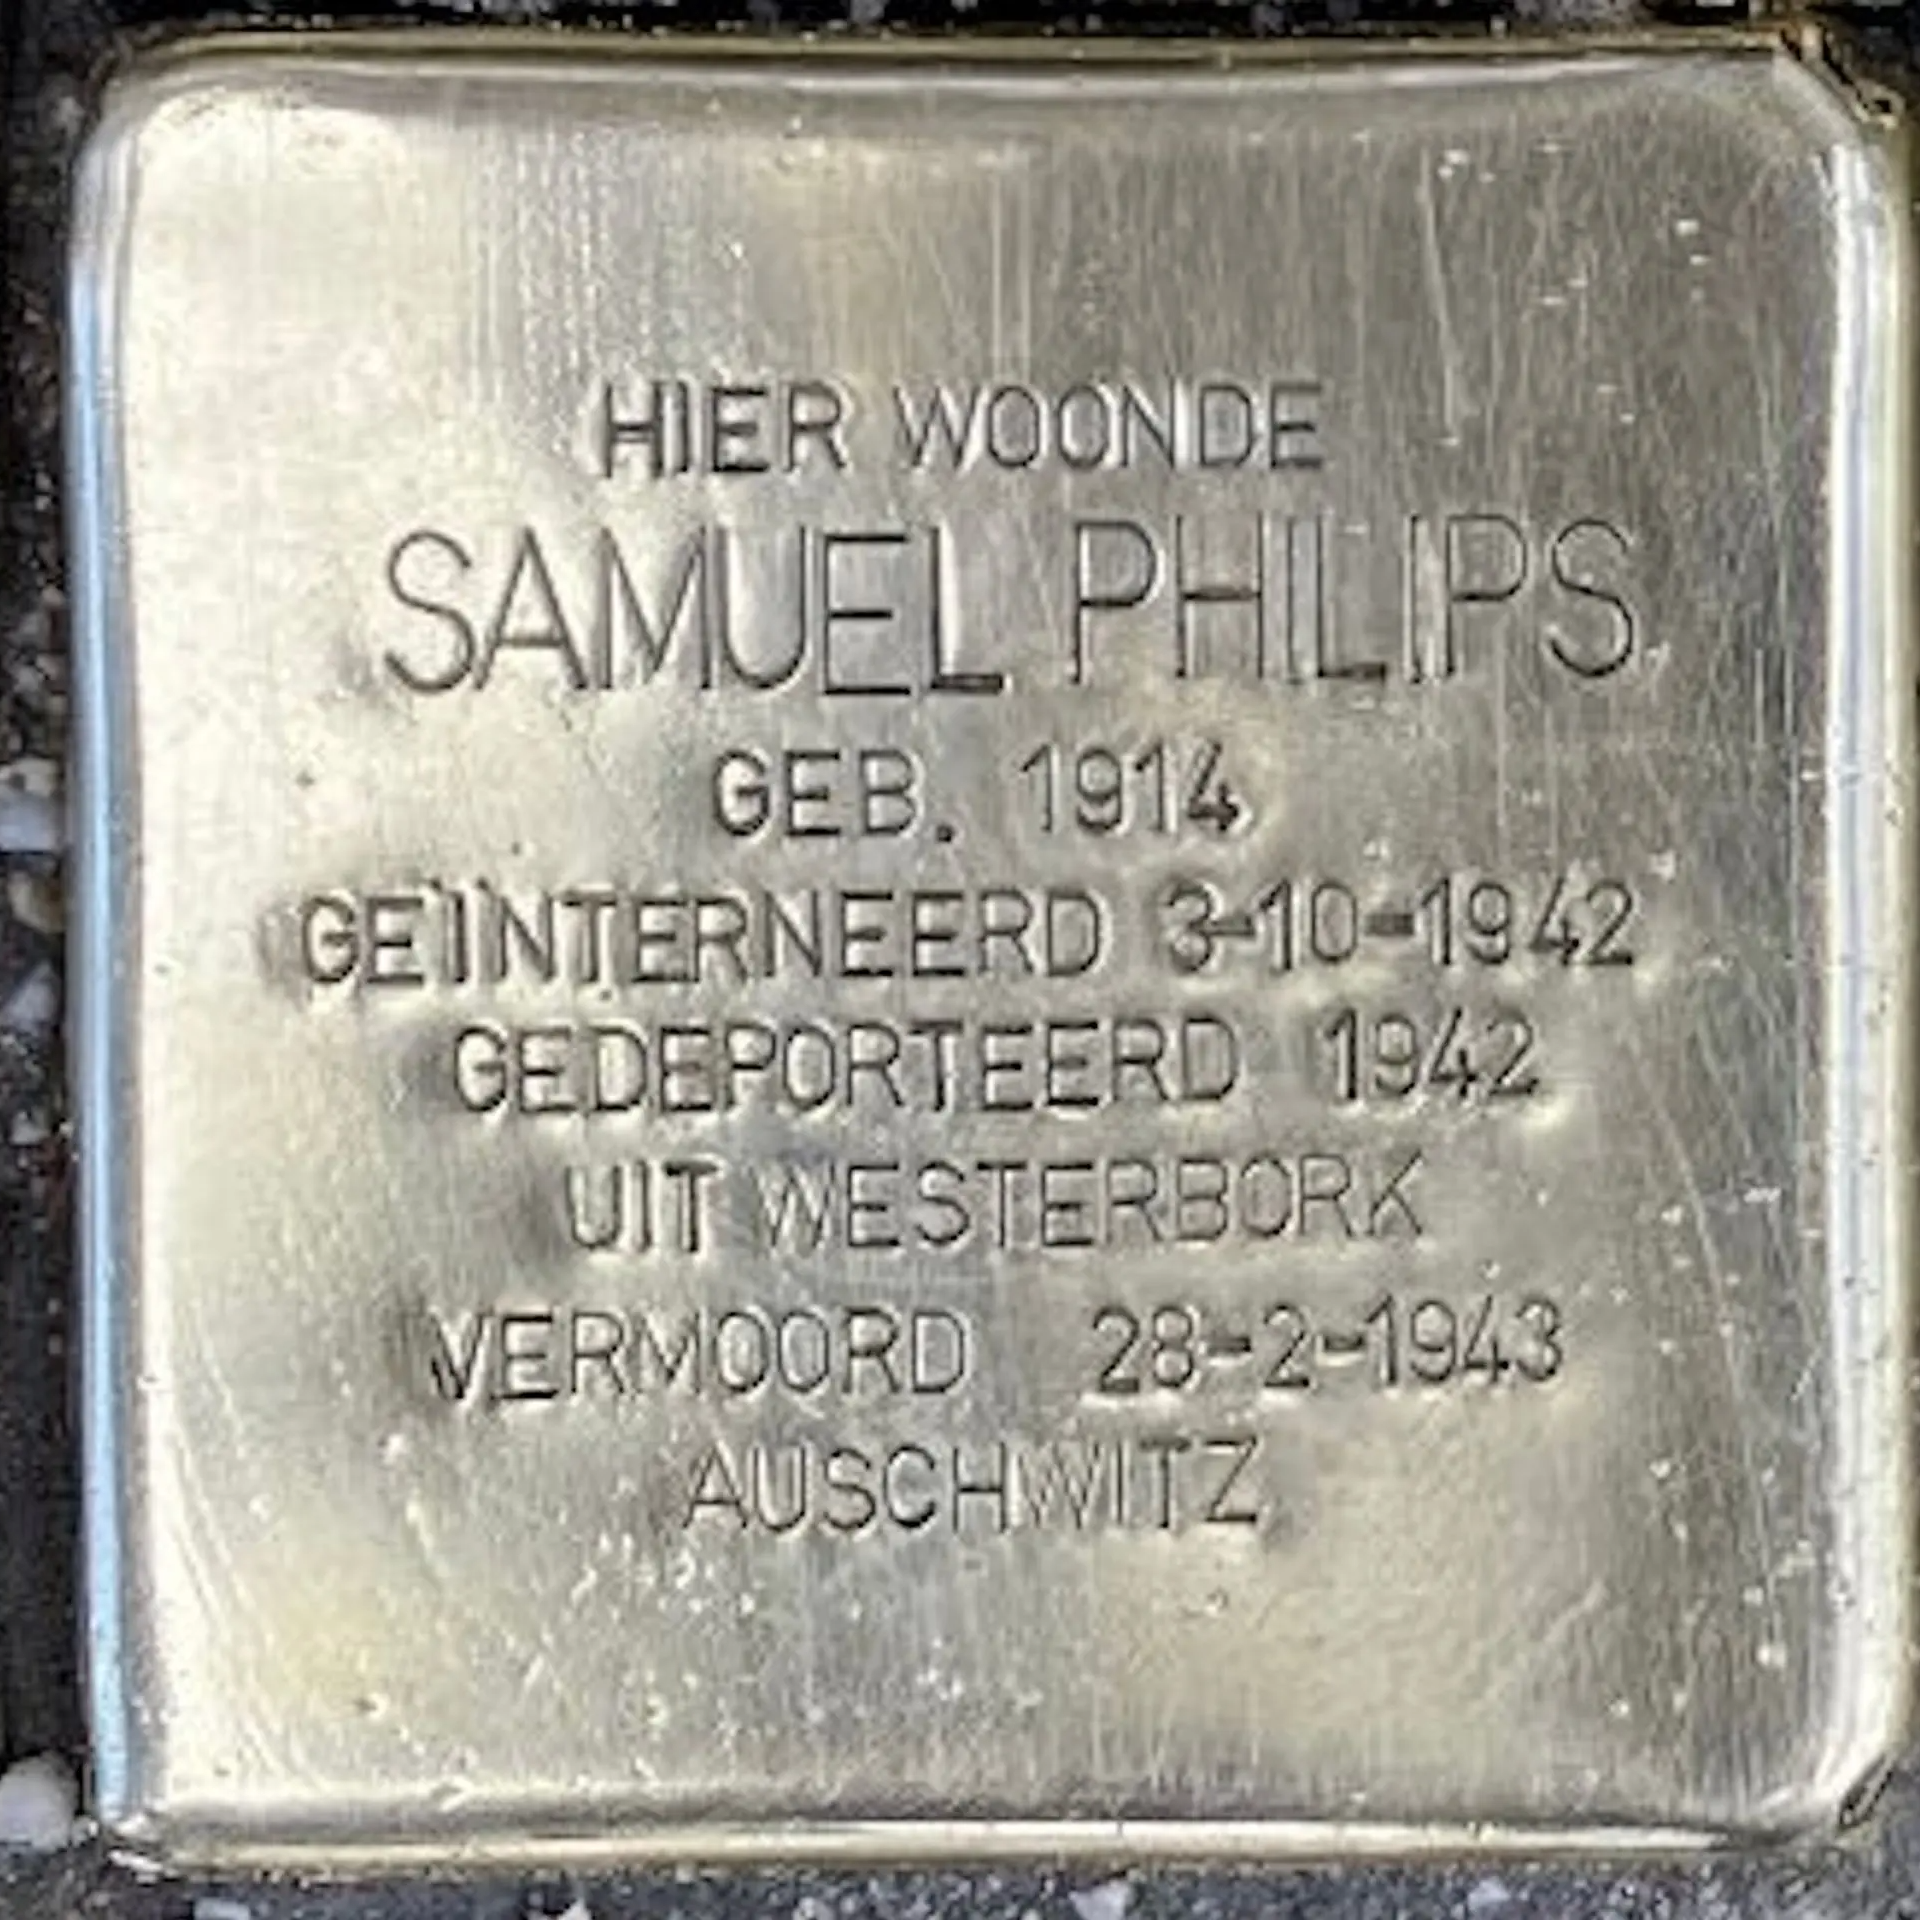 HIER WOONDE
SAMUEL PHILIPS
GEB. 1914
GEÏNTERNEERD 3-10-1942
GEDEPORTEERD 1942
UIT WESTERBORK
VERMOORD 28-2-1943
AUSCHWITZ